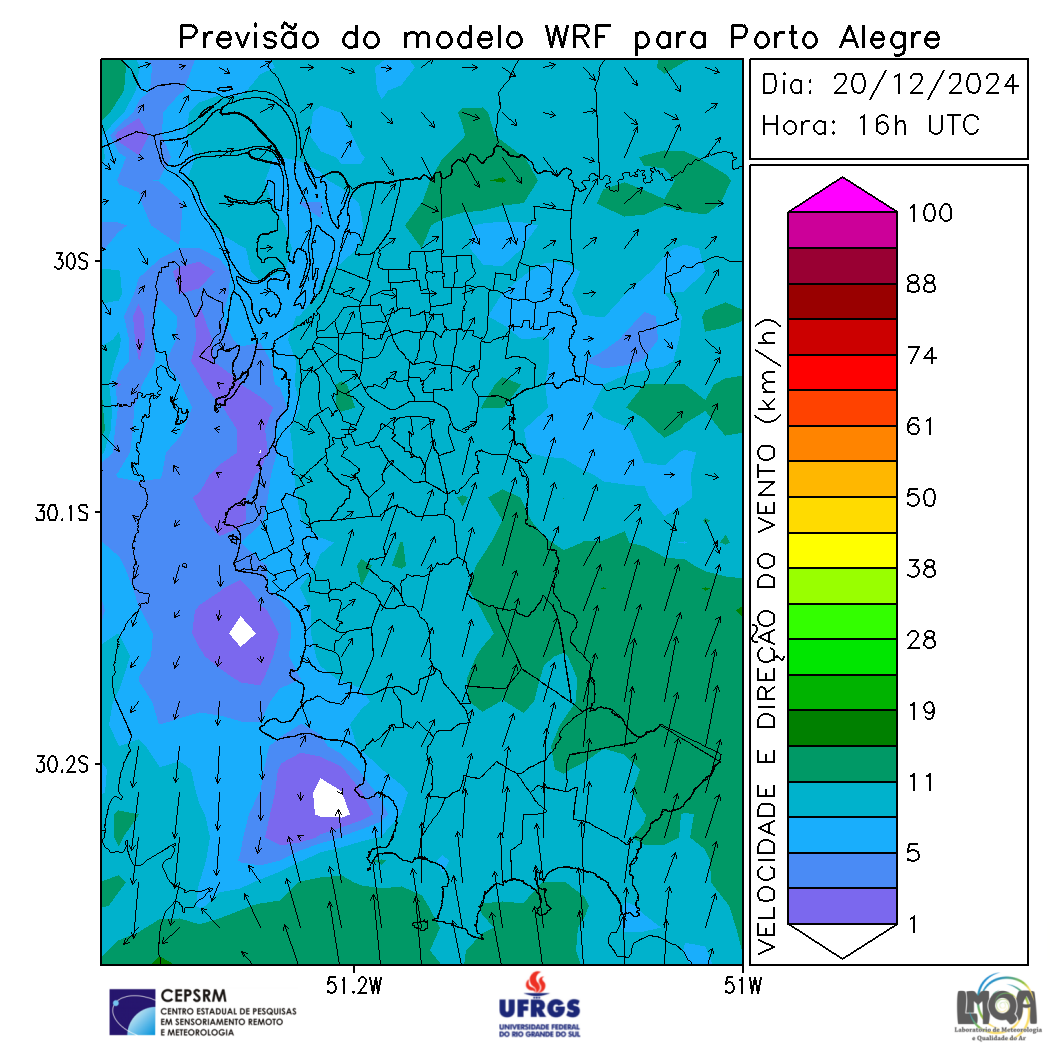 Previsão do modelo WRF para Porto Alegre
Dia: 20/12/2024
Hora: 16h UTC
30S
30.1S
30.2S
51.2W
51W
VELOCIDADE E DIREÇÃO DO VENTO (km/h)
100
88
74
61
50
38
28
19
11
5
1
CEPSRM
CENTRO ESTADUAL DE PESQUISAS
EM SENSORIAMENTO REMOTO
E METEOROLOGIA
UFRGS
UNIVERSIDADE FEDERAL
DO RIO GRANDE DO SUL
LMQA
Laboratório de Meteorologia
e Qualidade do Ar